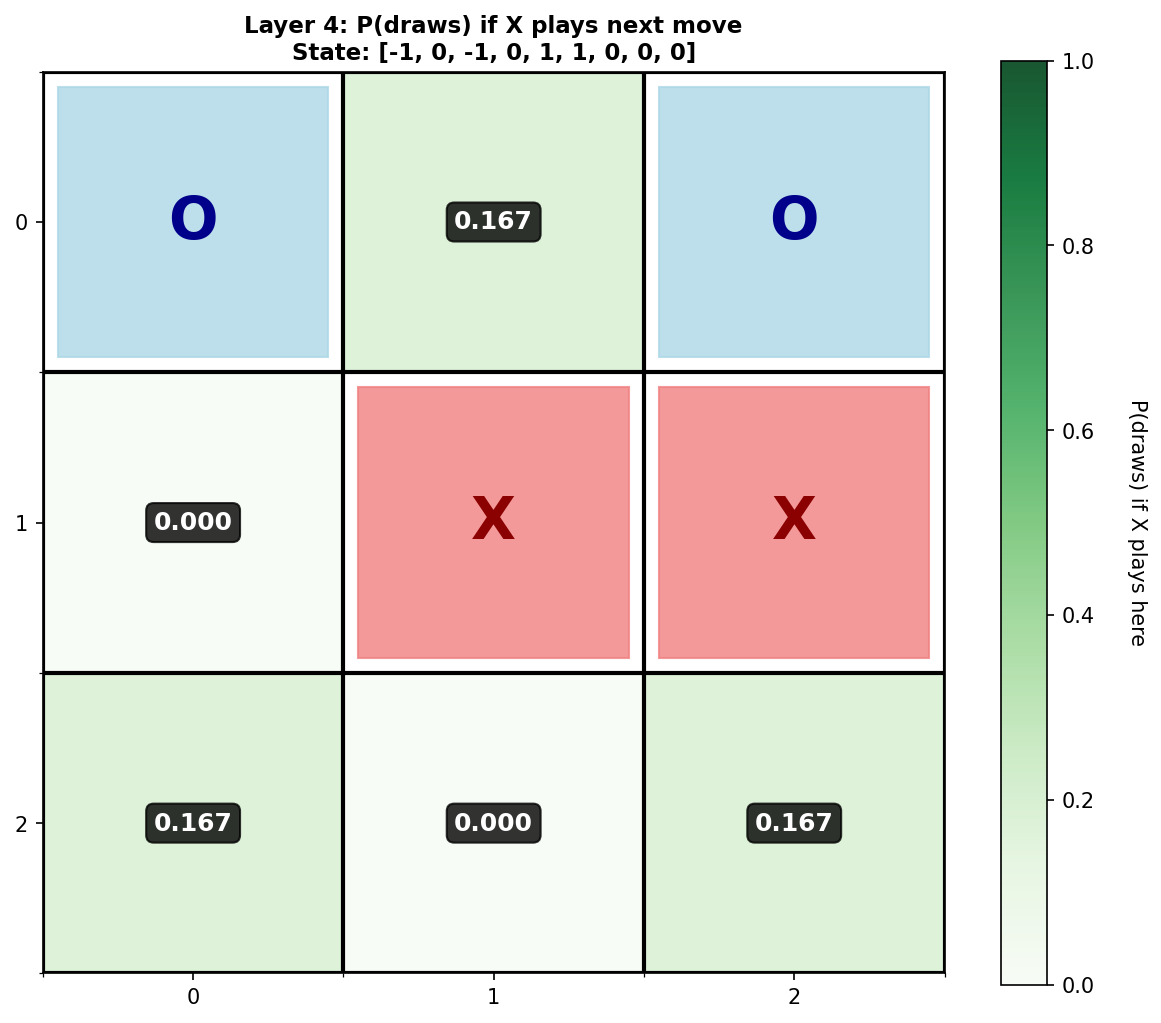 Layer 4: P(draws) if X plays next move
State: [-1, 0, -1, 0, 1, 1, 0, 0, 0]
0
O
0.167
O
1
0.000
X
X
2
0.167
0.000
0.167
0
1
2
1.0
0.8
0.6
0.4
0.2
0.0
P(draws) if X plays here